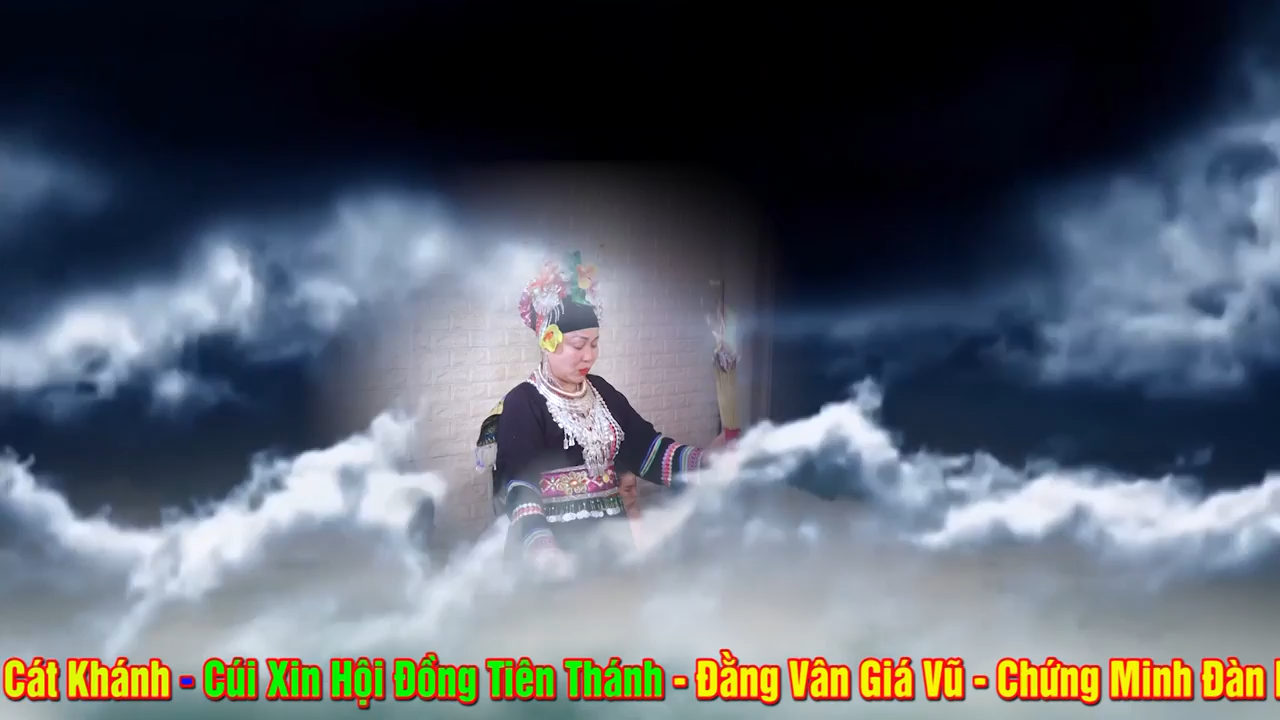 Cát Khánh - Cúi Xin Hội Đồng Tiên Thánh - Đằng Vân Giá Vũ - Chứng Minh Đàn